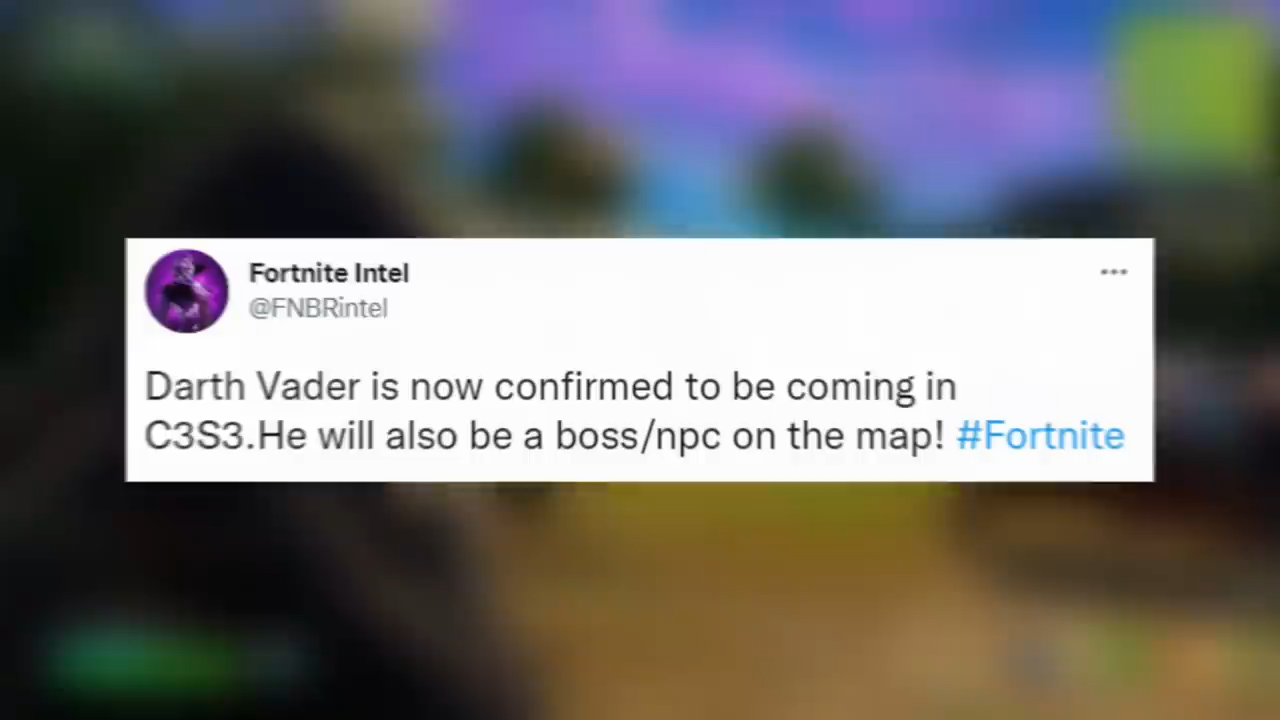 Fortnite Intel
@FNBRintel
Darth Vader is now confirmed to be coming in
C3S3.He will also be a boss/npc on the map! #Fortnite